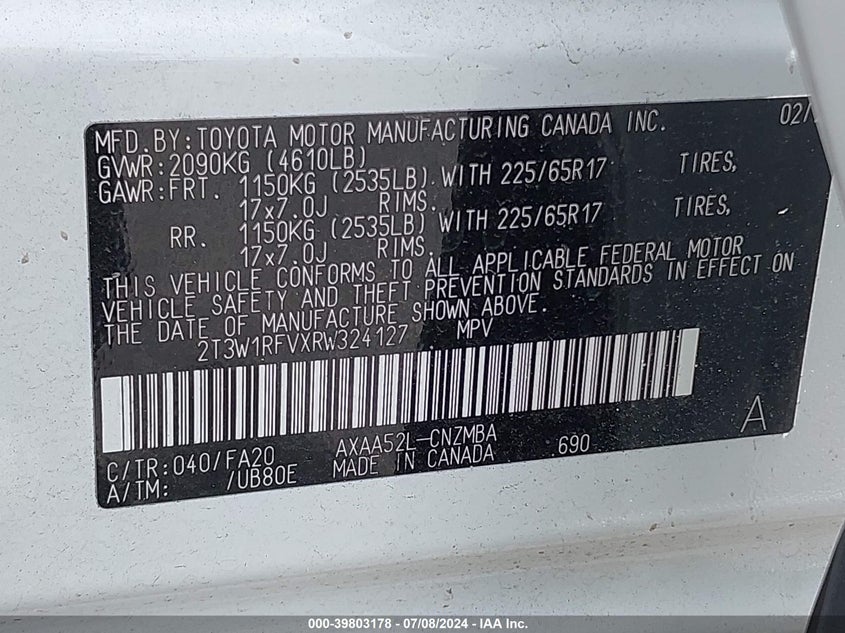 MFD.BY:TOYOTA MOTOR MANUFACTURING CANADA INC. 02/
GVWR:2090KG (4610LB)
GAWR:FRT. 1150KG (2535LB).WITH 225/65R17 TIRES,
17x7.0J RIMS.
RR. 1150KG (2535LB).WITH 225/65R17 TIRES,
17x7.0J RIMS.
THIS VEHICLE CONFORMS TO ALL APPLICABLE FEDERAL MOTOR
VEHICLE SAFETY AND THEFT PREVENTION STANDARDS IN EFFECT ON
THE DATE OF MANUFACTURE SHOWN ABOVE.
2T3W1RFVXRW324127 MPV
A
C/TR:040/FA20 AXAA52L-CNZMBA 690
A/TM: /UB80E MADE IN CANADA
000-39803178 - 07/08/2024 - IAA Inc.